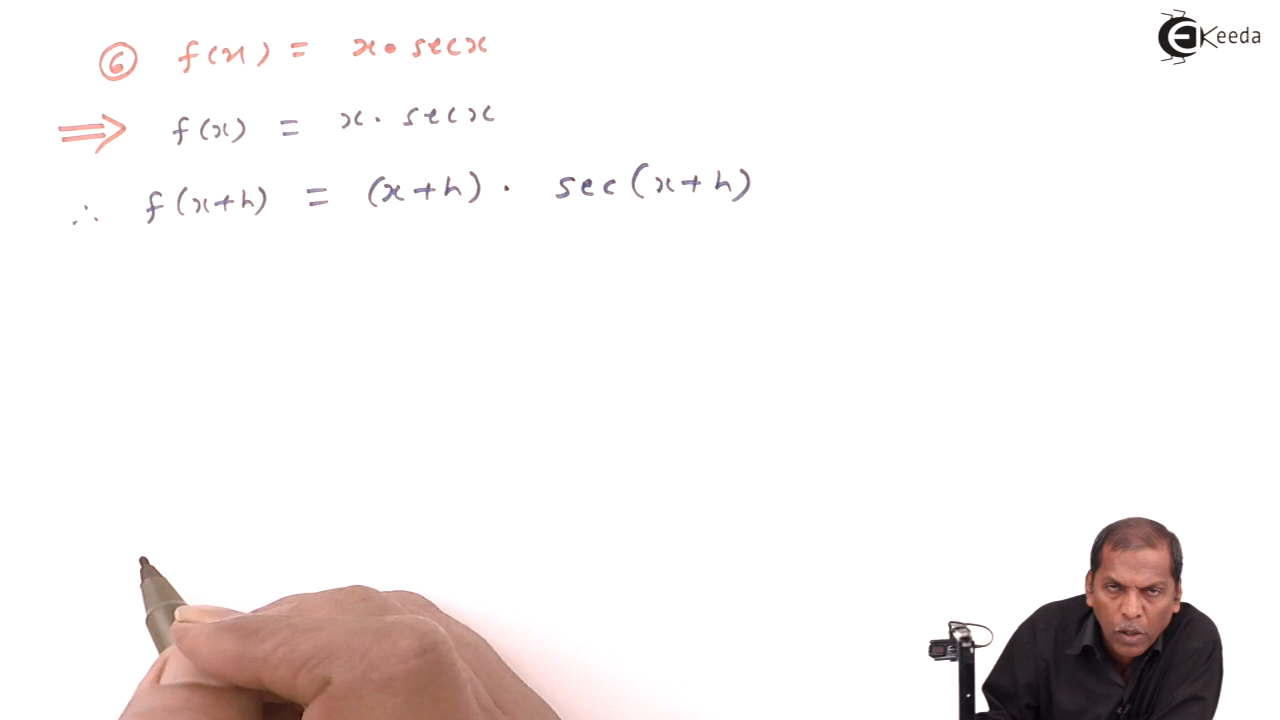 ⑥ f(x) = x • sec x
⟹ f(x) = x · sec x
∴ f(x+h) = (x+h) · sec(x+h)
Keeda